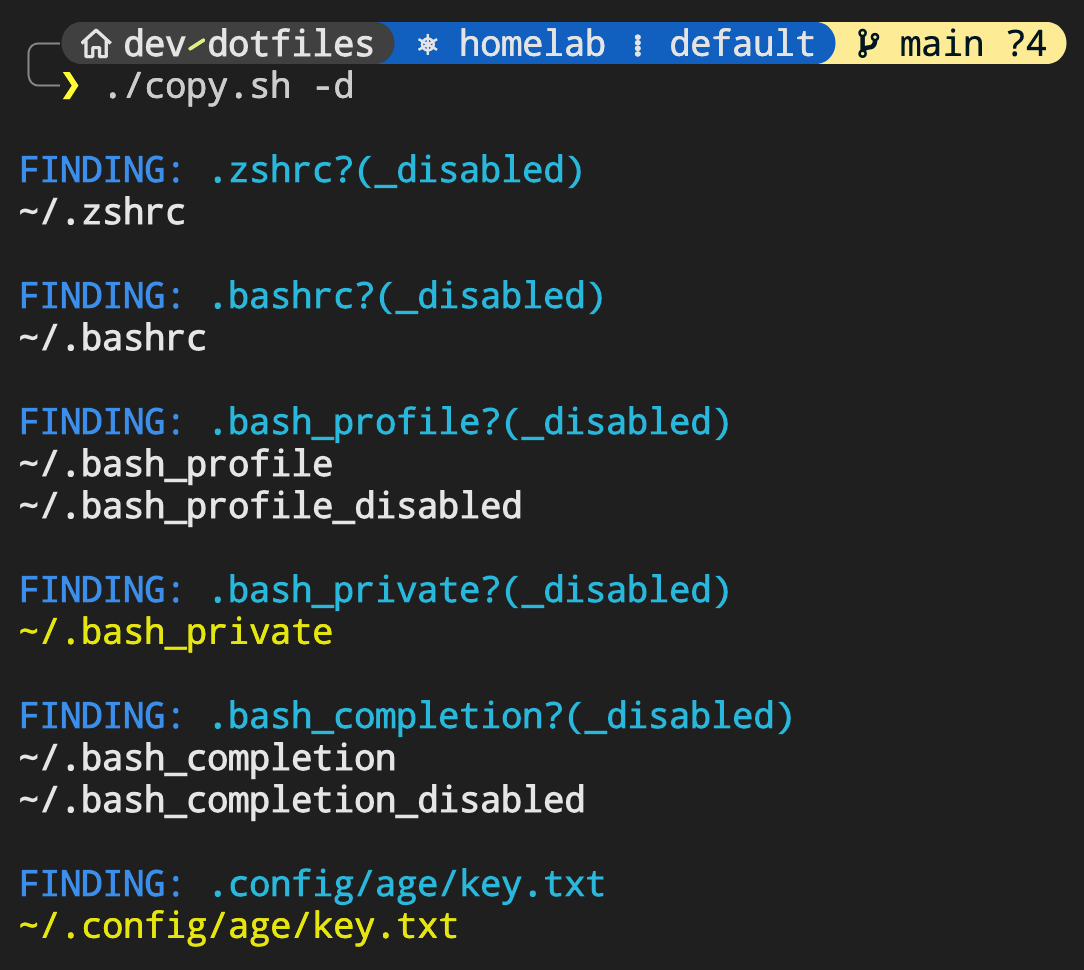 dev/dotfiles ⎈ homelab ⁞ default main ?4
❯ ./copy.sh -d
FINDING: .zshrc?(_disabled)
~/.zshrc
FINDING: .bashrc?(_disabled)
~/.bashrc
FINDING: .bash_profile?(_disabled)
~/.bash_profile
~/.bash_profile_disabled
FINDING: .bash_private?(_disabled)
~/.bash_private
FINDING: .bash_completion?(_disabled)
~/.bash_completion
~/.bash_completion_disabled
FINDING: .config/age/key.txt
~/.config/age/key.txt